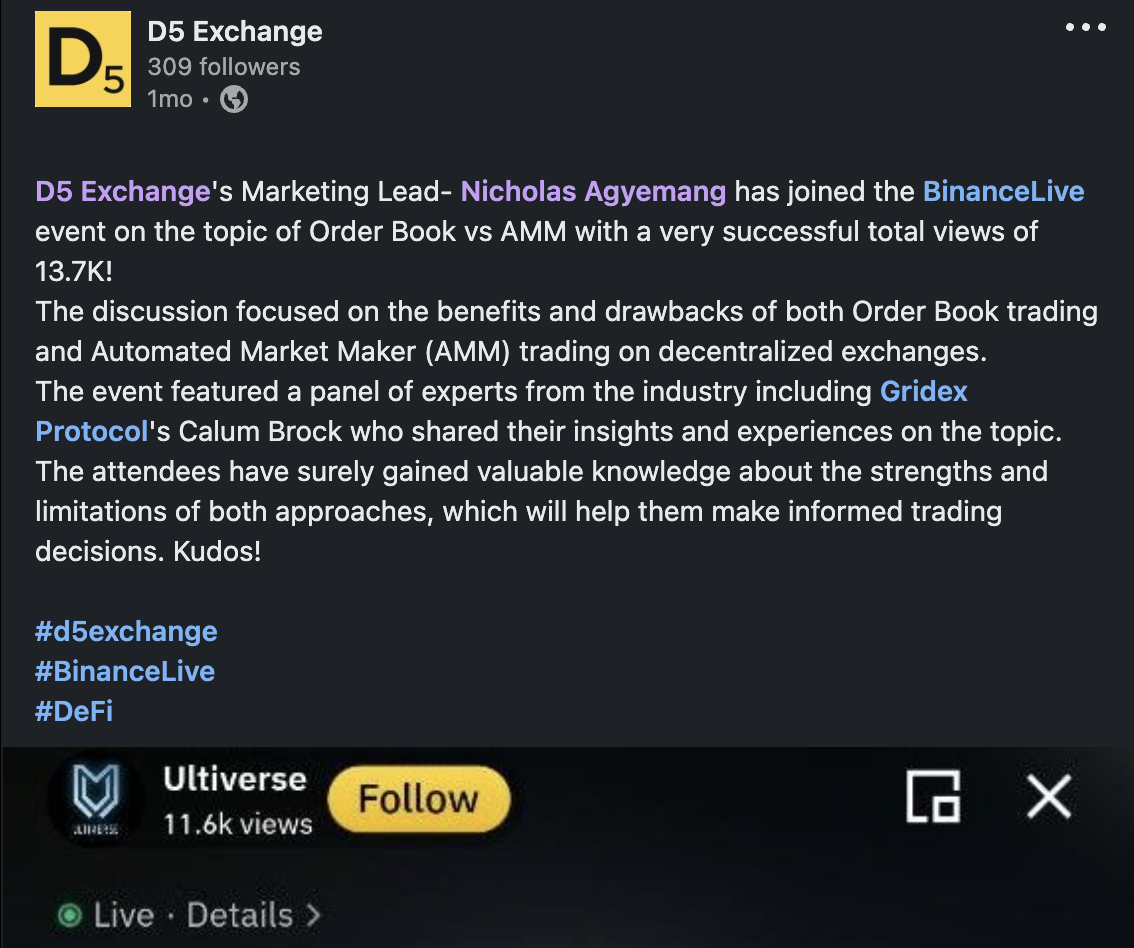 D5
D5 Exchange
309 followers
1mo •
D5 Exchange's Marketing Lead- Nicholas Agyemang has joined the BinanceLive
event on the topic of Order Book vs AMM with a very successful total views of
13.7K!
The discussion focused on the benefits and drawbacks of both Order Book trading
and Automated Market Maker (AMM) trading on decentralized exchanges.
The event featured a panel of experts from the industry including Gridex
Protocol's Calum Brock who shared their insights and experiences on the topic.
The attendees have surely gained valuable knowledge about the strengths and
limitations of both approaches, which will help them make informed trading
decisions. Kudos!
#d5exchange
#BinanceLive
#DeFi
ULTIVERSE
Ultiverse
11.6k views
Follow
Live · Details >